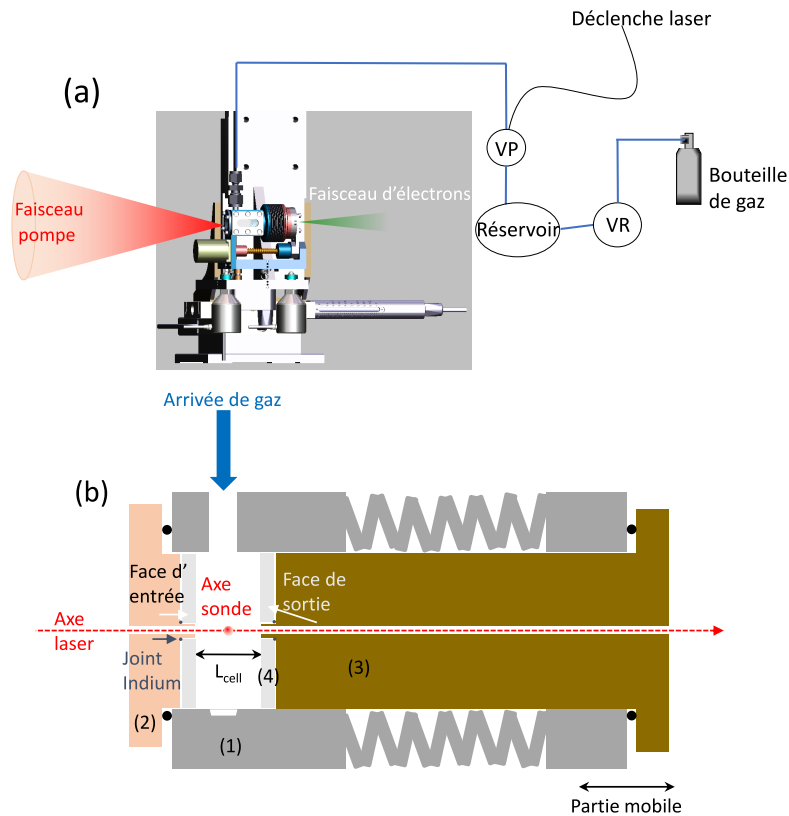 Déclenche laser
(a)
VP
Bouteille
de gaz
Faisceau
pompe
Faisceau d'électrons
Réservoir
VR
Arrivée de gaz
(b)
Face d'
entrée
Axe
sonde
Face de
sortie
Axe
laser
Joint
Indium
Lcell
(4)
(3)
(2)
(1)
Partie mobile